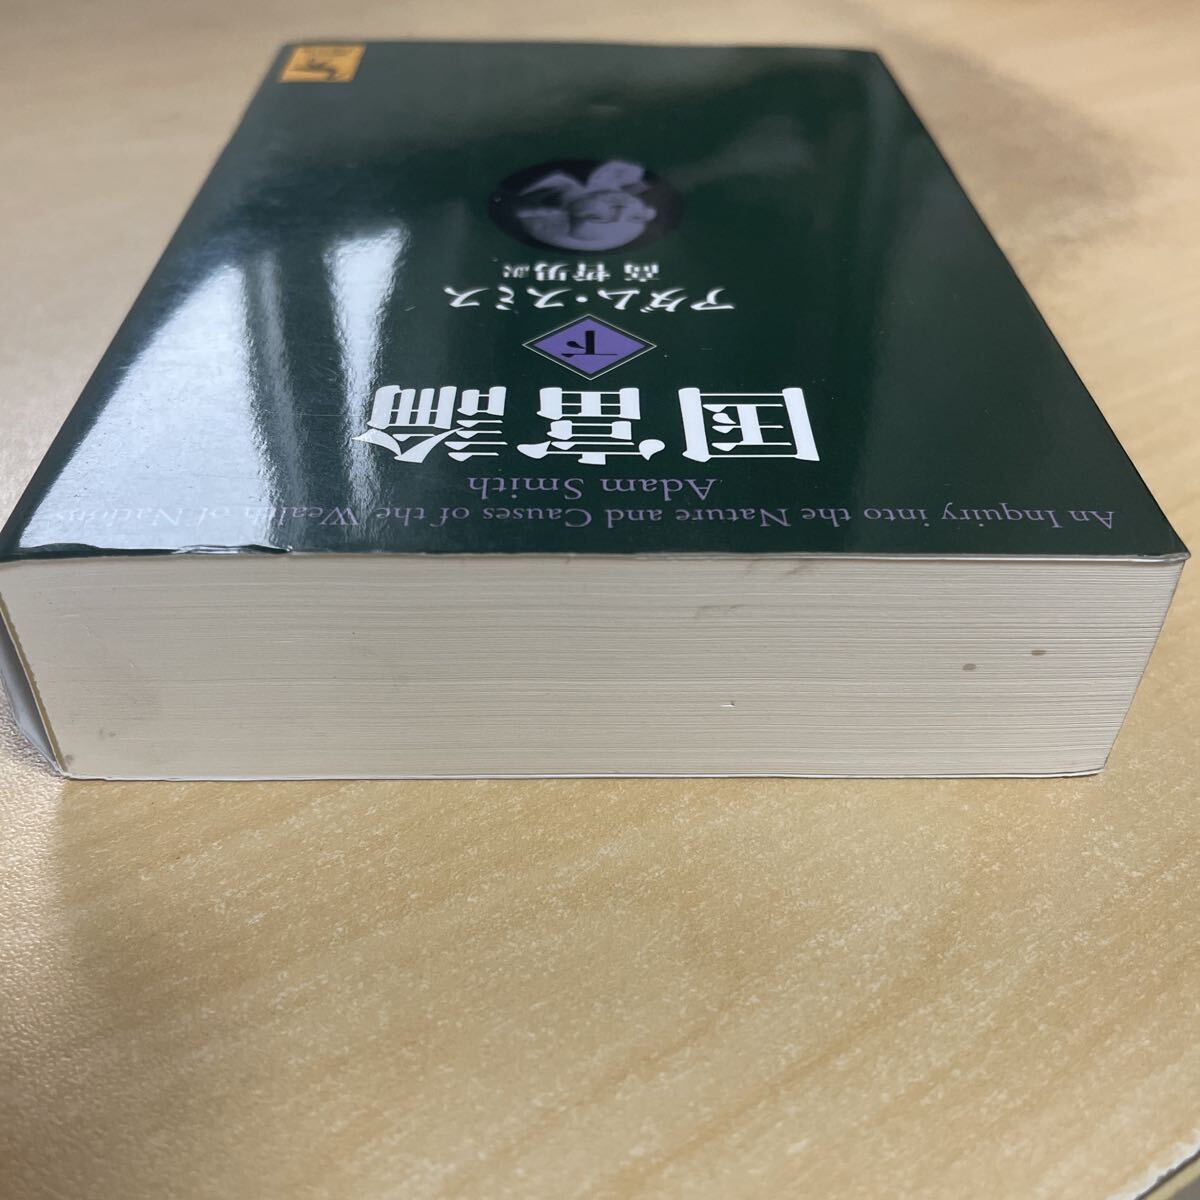 An Inquiry into the Nature and Causes of the Wealth of Nations
Adam Smith
国富論
下
アダム・スミス
高 哲男 訳